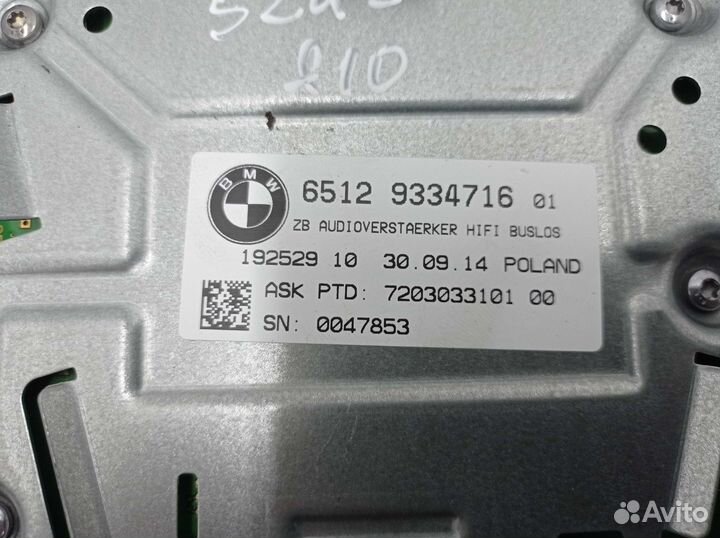 810
BMW
6512 9334716 01
ZB AUDIOVERSTAERKER HIFI BUSLOS
192529 10 30.09.14 POLAND
ASK PTD: 7203033101 00
SN: 0047853
Avito